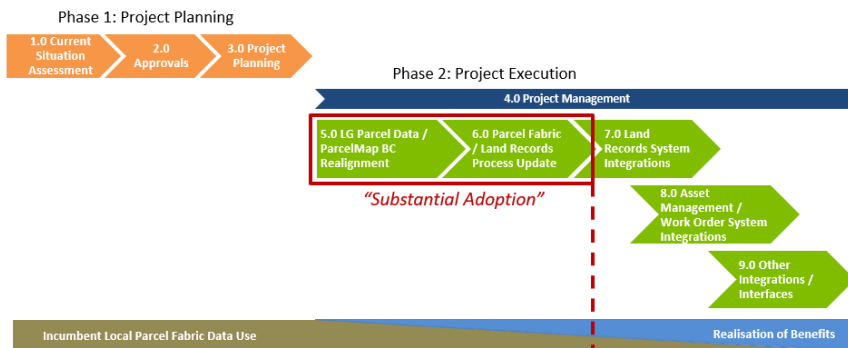 Phase 1: Project Planning
1.0 Current
Situation
Assessment
2.0
Approvals
3.0 Project
Planning
Phase 2: Project Execution
4.0 Project Management
5.0 LG Parcel Data /
ParcelMap BC
Realignment
6.0 Parcel Fabric
/ Land Records
Process Update
7.0 Land
Records System
Integrations
“Substantial Adoption”
8.0 Asset
Management /
Work Order System
Integrations
9.0 Other
Integrations /
Interfaces
Incumbent Local Parcel Fabric Data Use
Realisation of Benefits